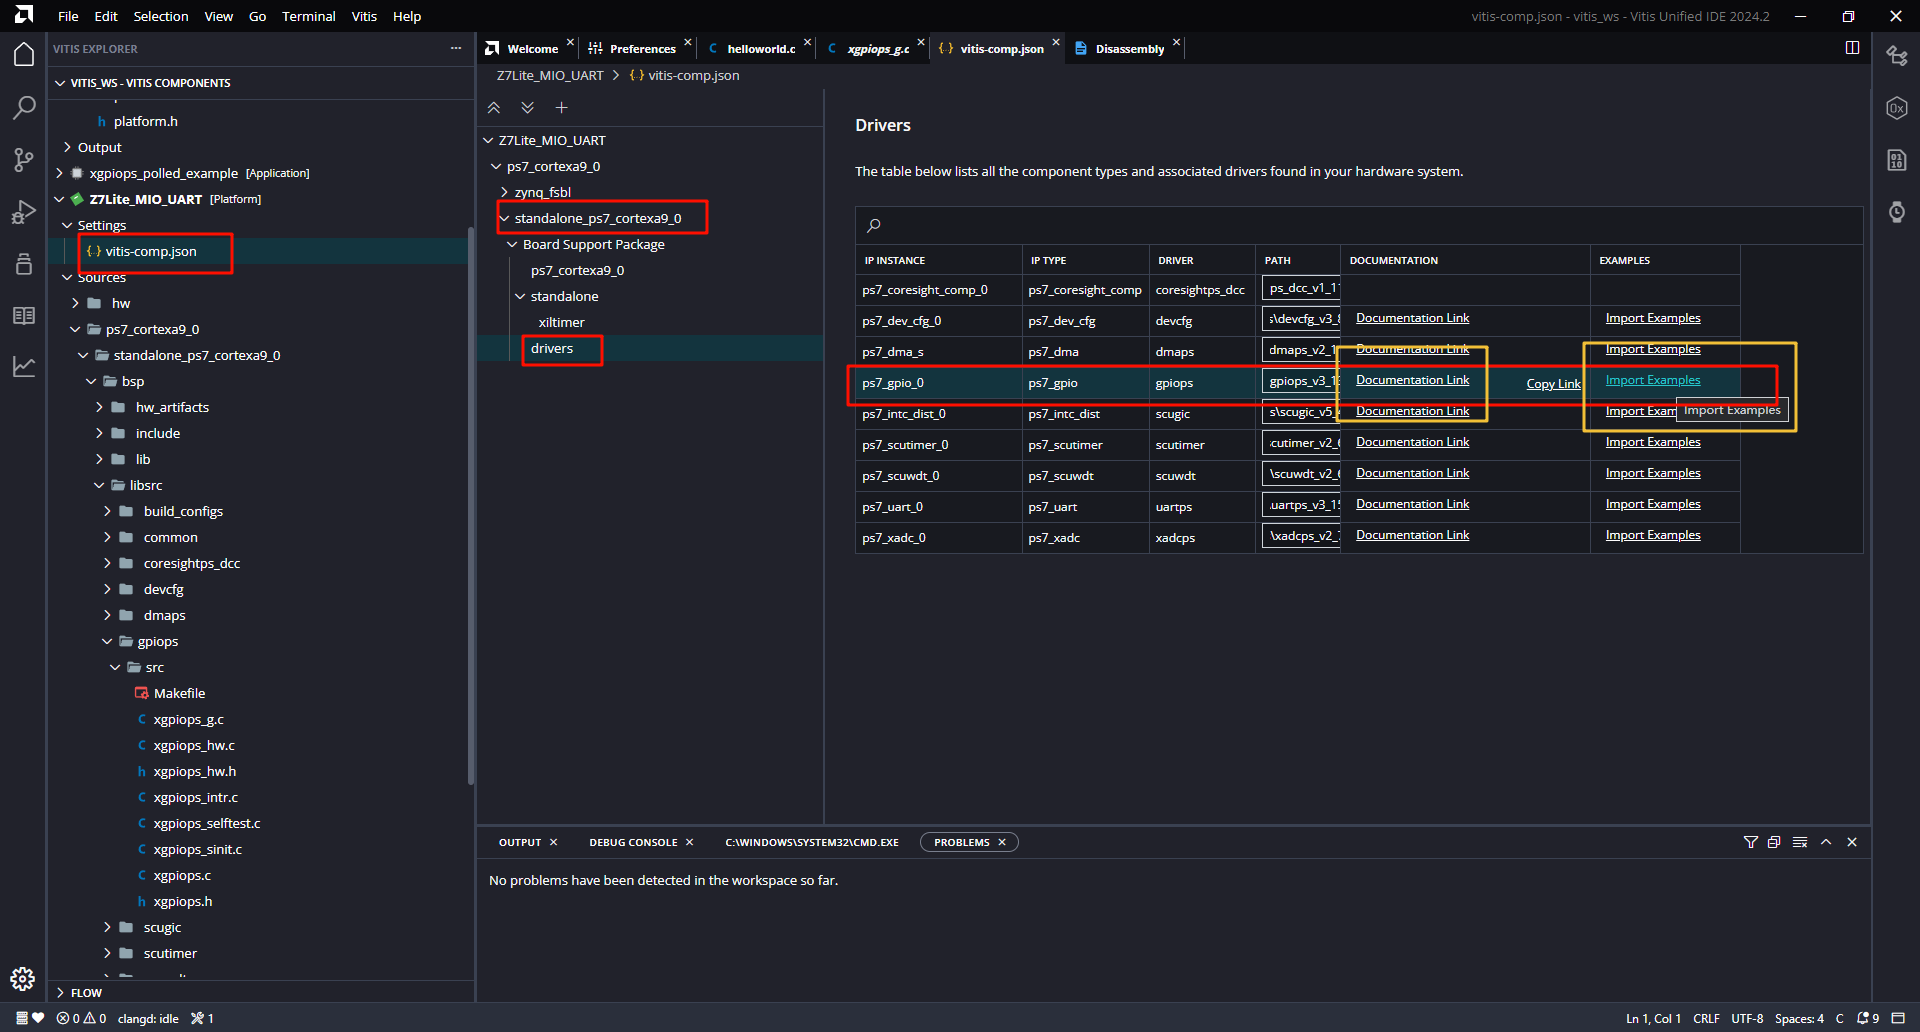 File Edit Selection View Go Terminal Vitis Help
vitis-comp.json - vitis_ws - Vitis Unified IDE 2024.2
VITIS EXPLORER
VITIS_WS - VITIS COMPONENTS
platform.h
Output
xgpiops_polled_example [Application]
Z7Lite_MIO_UART [Platform]
Settings
vitis-comp.json
Sources
hw
ps7_cortexa9_0
standalone_ps7_cortexa9_0
bsp
hw_artifacts
include
lib
libsrc
build_configs
common
coresightps_dcc
devcfg
dmaps
gpiops
src
Makefile
xgpiops_g.c
xgpiops_hw.c
xgpiops_hw.h
xgpiops_intr.c
xgpiops_selftest.c
xgpiops_sinit.c
xgpiops.c
xgpiops.h
scugic
scutimer
FLOW
Welcome Preferences helloworld.c xgpiops_g.c vitis-comp.json Disassembly
Z7Lite_MIO_UART > vitis-comp.json
Z7Lite_MIO_UART
ps7_cortexa9_0
zynq_fsbl
standalone_ps7_cortexa9_0
Board Support Package
ps7_cortexa9_0
standalone
xiltimer
drivers
Drivers
The table below lists all the component types and associated drivers found in your hardware system.
IP INSTANCE IP TYPE DRIVER PATH DOCUMENTATION EXAMPLES
ps7_coresight_comp_0 ps7_coresight_comp coresightps_dcc ps_dcc_v1_1
ps7_dev_cfg_0 ps7_dev_cfg devcfg s\devcfg_v3_8 Documentation Link Import Examples
ps7_dma_s ps7_dma dmaps dmaps_v2_1 Documentation Link Import Examples
ps7_gpio_0 ps7_gpio gpiops gpiops_v3_1 Documentation Link Copy Link Import Examples
ps7_intc_dist_0 ps7_intc_dist scugic s\scugic_v5_ Documentation Link Import Exam
Import Examples
ps7_scutimer_0 ps7_scutimer scutimer cutimer_v2_6 Documentation Link Import Examples
ps7_scuwdt_0 ps7_scuwdt scuwdt \scuwdt_v2_6 Documentation Link Import Examples
ps7_uart_0 ps7_uart uartps uartps_v3_1 Documentation Link Import Examples
ps7_xadc_0 ps7_xadc xadcps \xadcps_v2_ Documentation Link Import Examples
OUTPUT DEBUG CONSOLE C:\WINDOWS\SYSTEM32\CMD.EXE PROBLEMS
No problems have been detected in the workspace so far.
0 0 clangd: idle 1
Ln 1, Col 1 CRLF UTF-8 Spaces: 4 C 9